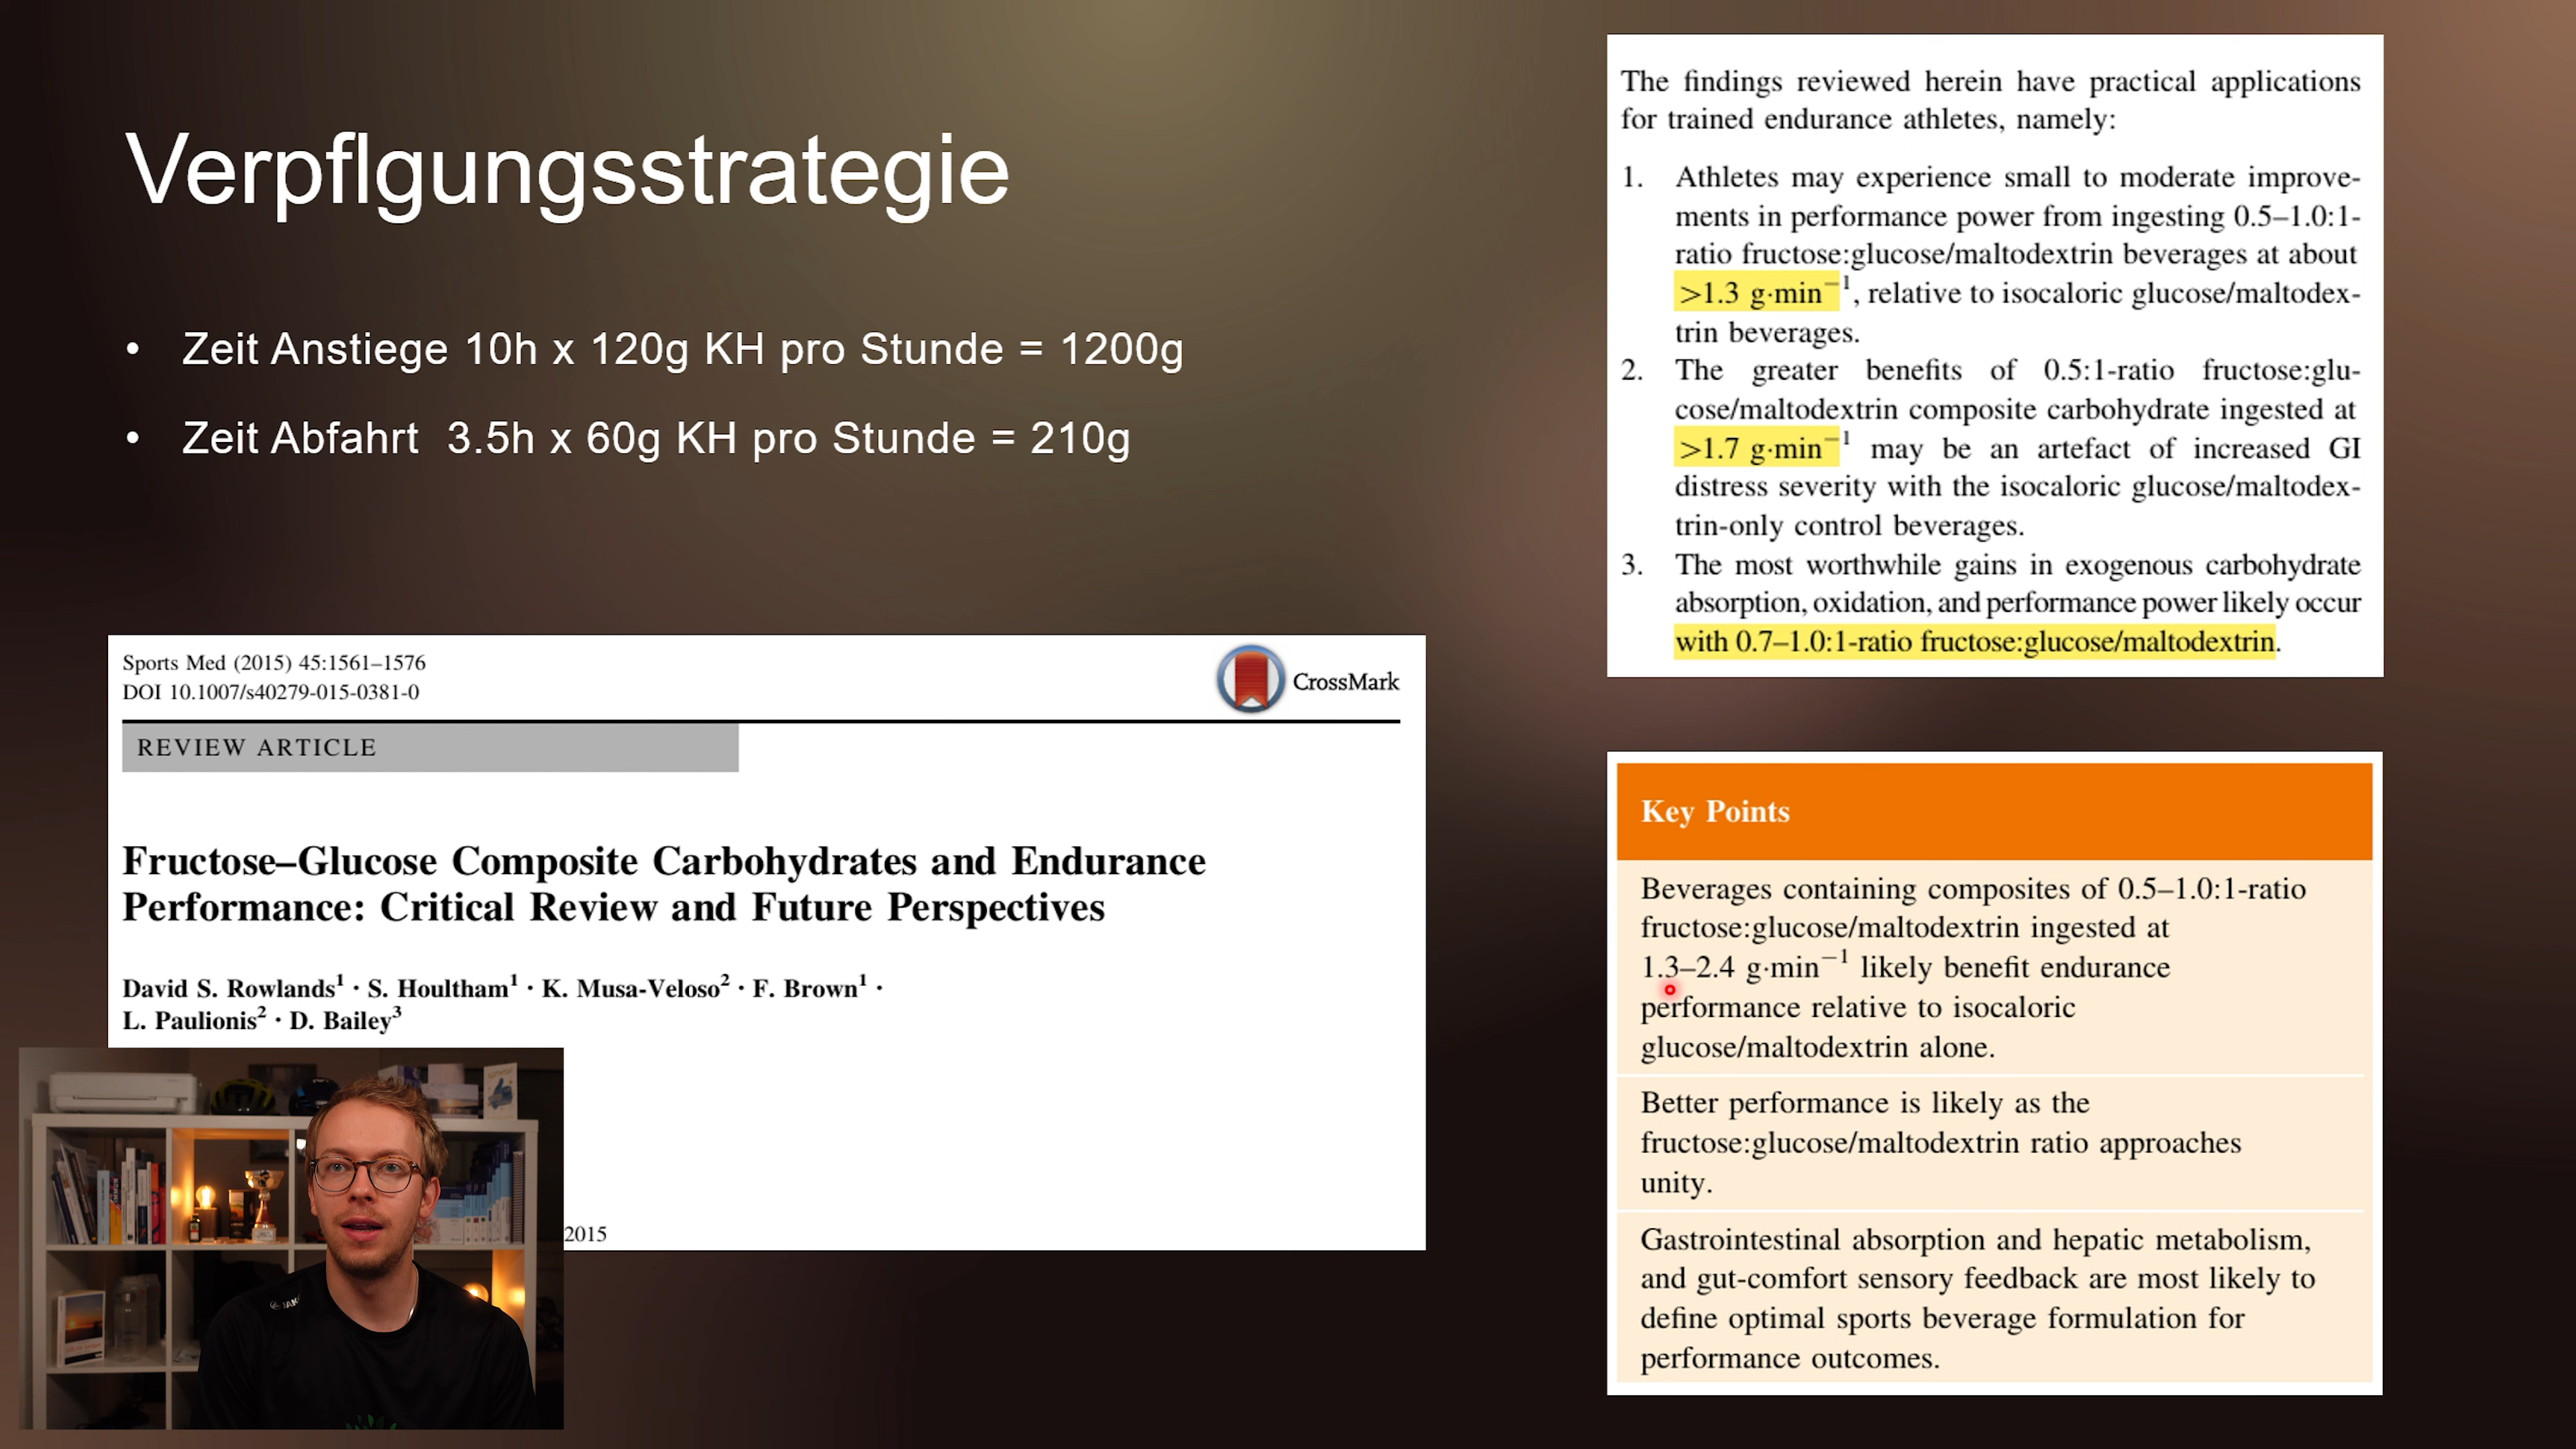 Verpflgungsstrategie
• Zeit Anstiege 10h x 120g KH pro Stunde = 1200g
• Zeit Abfahrt 3.5h x 60g KH pro Stunde = 210g
Sports Med (2015) 45:1561–1576
DOI 10.1007/s40279-015-0381-0
CrossMark
REVIEW ARTICLE
Fructose–Glucose Composite Carbohydrates and Endurance
Performance: Critical Review and Future Perspectives
David S. Rowlands¹ · S. Houltham¹ · K. Musa-Veloso² · F. Brown¹ ·
L. Paulionis² · D. Bailey³
2015
The findings reviewed herein have practical applications
for trained endurance athletes, namely:
1. Athletes may experience small to moderate improve-
ments in performance power from ingesting 0.5–1.0:1-
ratio fructose:glucose/maltodextrin beverages at about
>1.3 g·min⁻¹, relative to isocaloric glucose/maltodex-
trin beverages.
2. The greater benefits of 0.5:1-ratio fructose:glu-
cose/maltodextrin composite carbohydrate ingested at
>1.7 g·min⁻¹ may be an artefact of increased GI
distress severity with the isocaloric glucose/maltodex-
trin-only control beverages.
3. The most worthwhile gains in exogenous carbohydrate
absorption, oxidation, and performance power likely occur
with 0.7–1.0:1-ratio fructose:glucose/maltodextrin.
Key Points
Beverages containing composites of 0.5–1.0:1-ratio
fructose:glucose/maltodextrin ingested at
1.3–2.4 g·min⁻¹ likely benefit endurance
performance relative to isocaloric
glucose/maltodextrin alone.
Better performance is likely as the
fructose:glucose/maltodextrin ratio approaches
unity.
Gastrointestinal absorption and hepatic metabolism,
and gut-comfort sensory feedback are most likely to
define optimal sports beverage formulation for
performance outcomes.